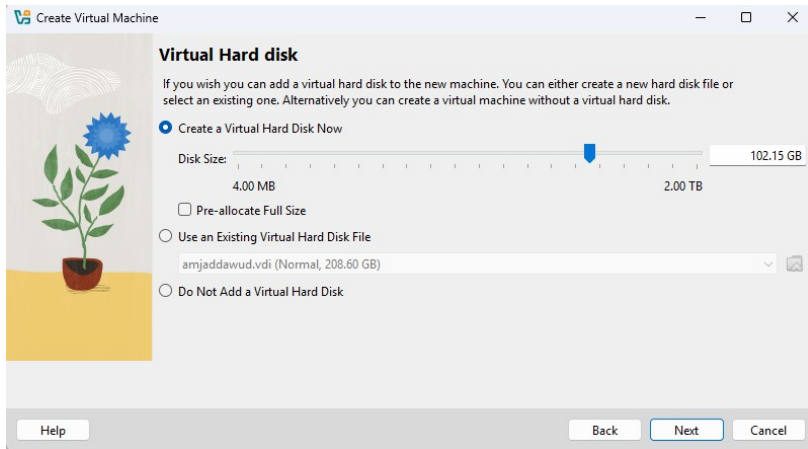 Create Virtual Machine
Virtual Hard disk
If you wish you can add a virtual hard disk to the new machine. You can either create a new hard disk file or
select an existing one. Alternatively you can create a virtual machine without a virtual hard disk.
Create a Virtual Hard Disk Now
Disk Size: 102.15 GB
4.00 MB 2.00 TB
Pre-allocate Full Size
Use an Existing Virtual Hard Disk File
amjaddawud.vdi (Normal, 208.60 GB)
Do Not Add a Virtual Hard Disk
Help Back Next Cancel